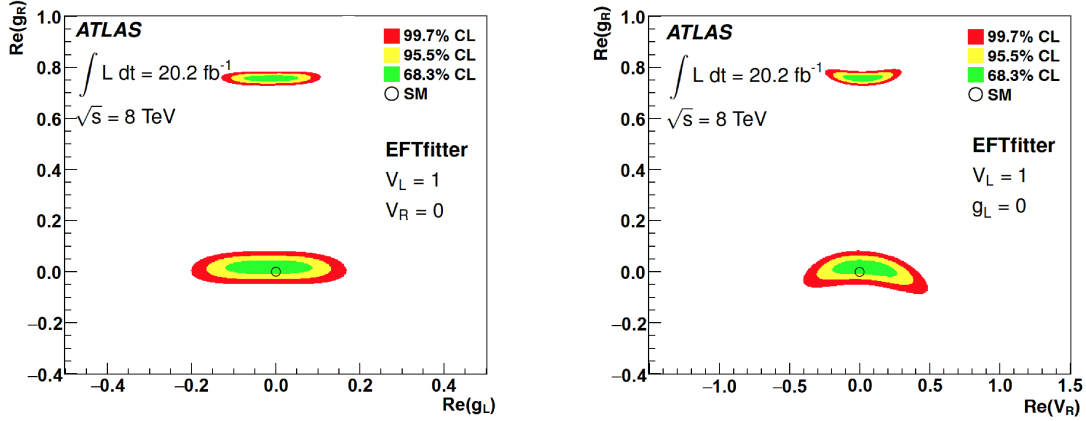 Re(g_R)
ATLAS
∫ L dt = 20.2 fb⁻¹
√s = 8 TeV
99.7% CL
95.5% CL
68.3% CL
SM
EFTfitter
V_L = 1
V_R = 0
1.0
0.8
0.6
0.4
0.2
0.0
−0.2
−0.4
−0.4
−0.2
0.0
0.2
0.4
Re(g_L)
Re(g_R)
ATLAS
∫ L dt = 20.2 fb⁻¹
√s = 8 TeV
99.7% CL
95.5% CL
68.3% CL
SM
EFTfitter
V_L = 1
g_L = 0
1.0
0.8
0.6
0.4
0.2
0.0
−0.2
−0.4
−1.0
−0.5
0.0
0.5
1.0
1.5
Re(V_R)